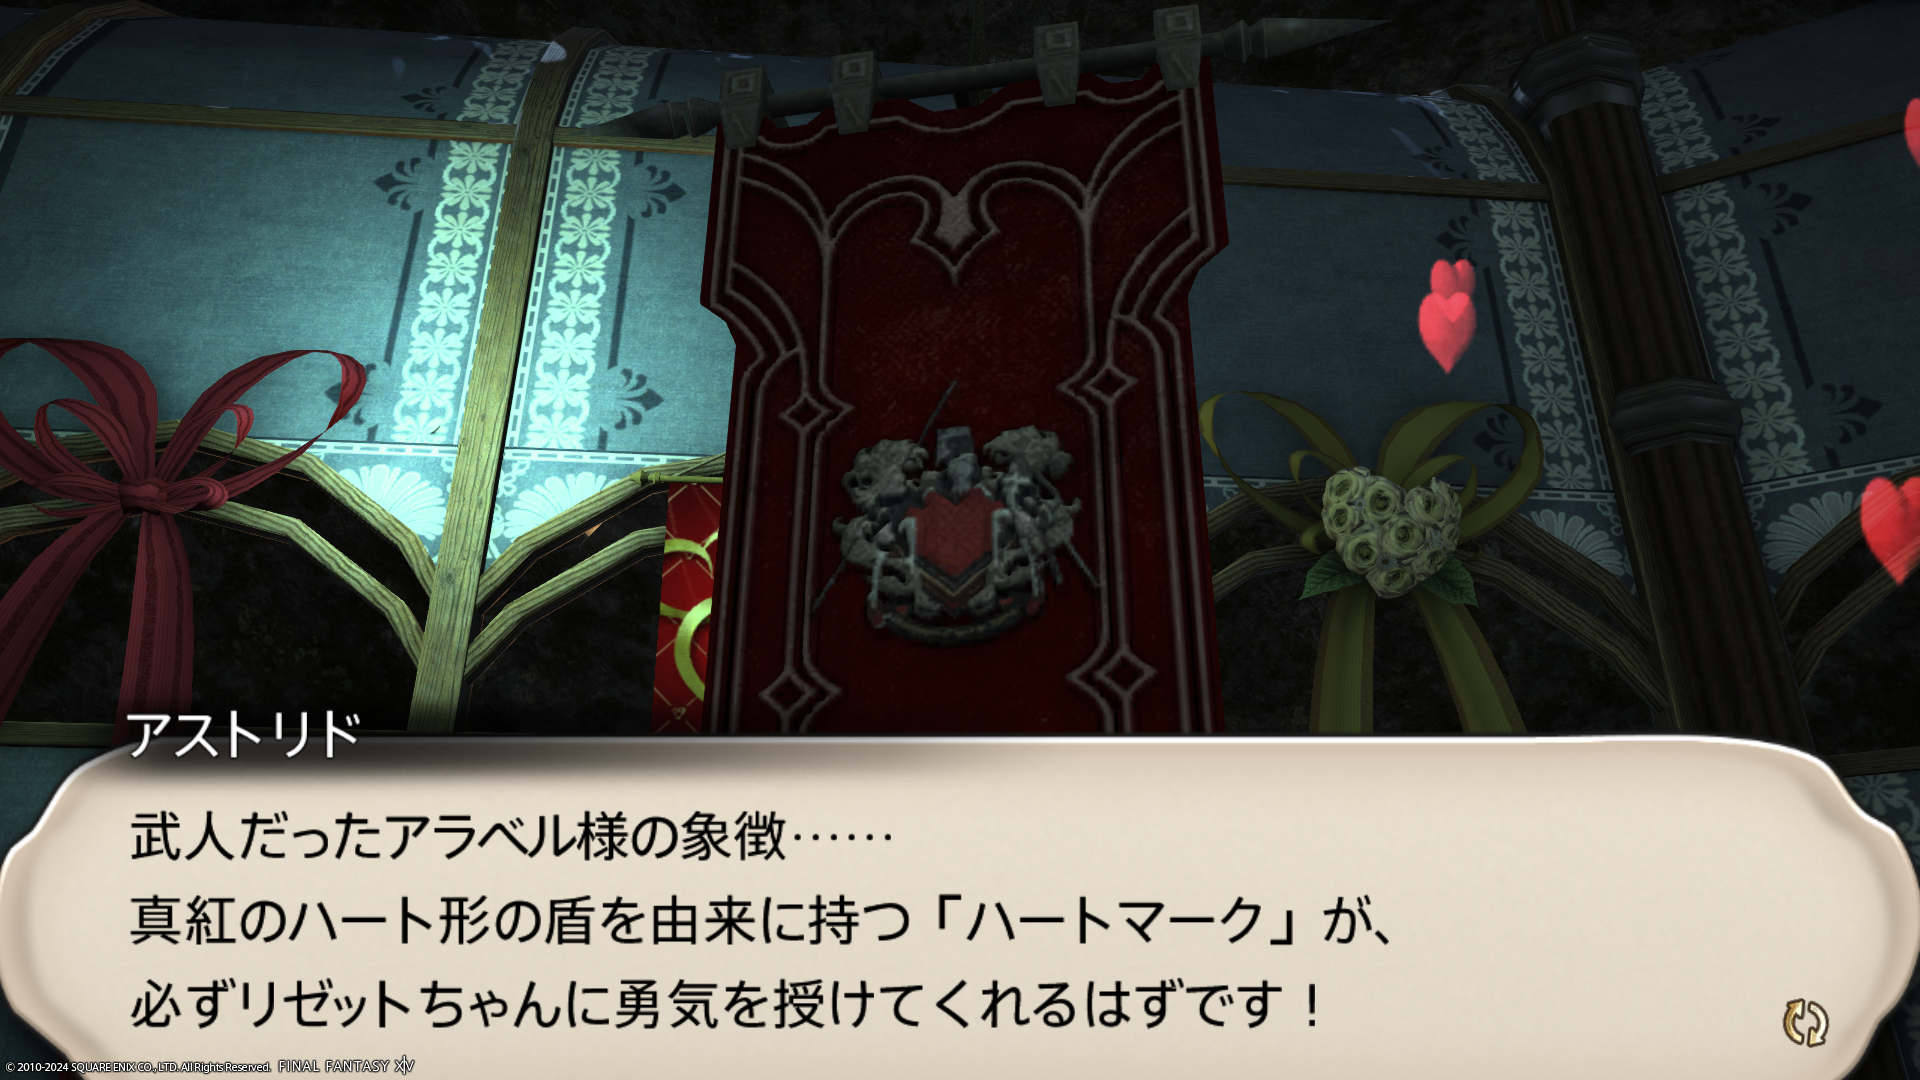 アストリド
武人だったアラベル様の象徴……
真紅のハート形の盾を由来に持つ「ハートマーク」が、
必ずリゼットちゃんに勇気を授けてくれるはずです！
© 2010-2024 SQUARE ENIX CO., LTD. All Rights Reserved. FINAL FANTASY XIV